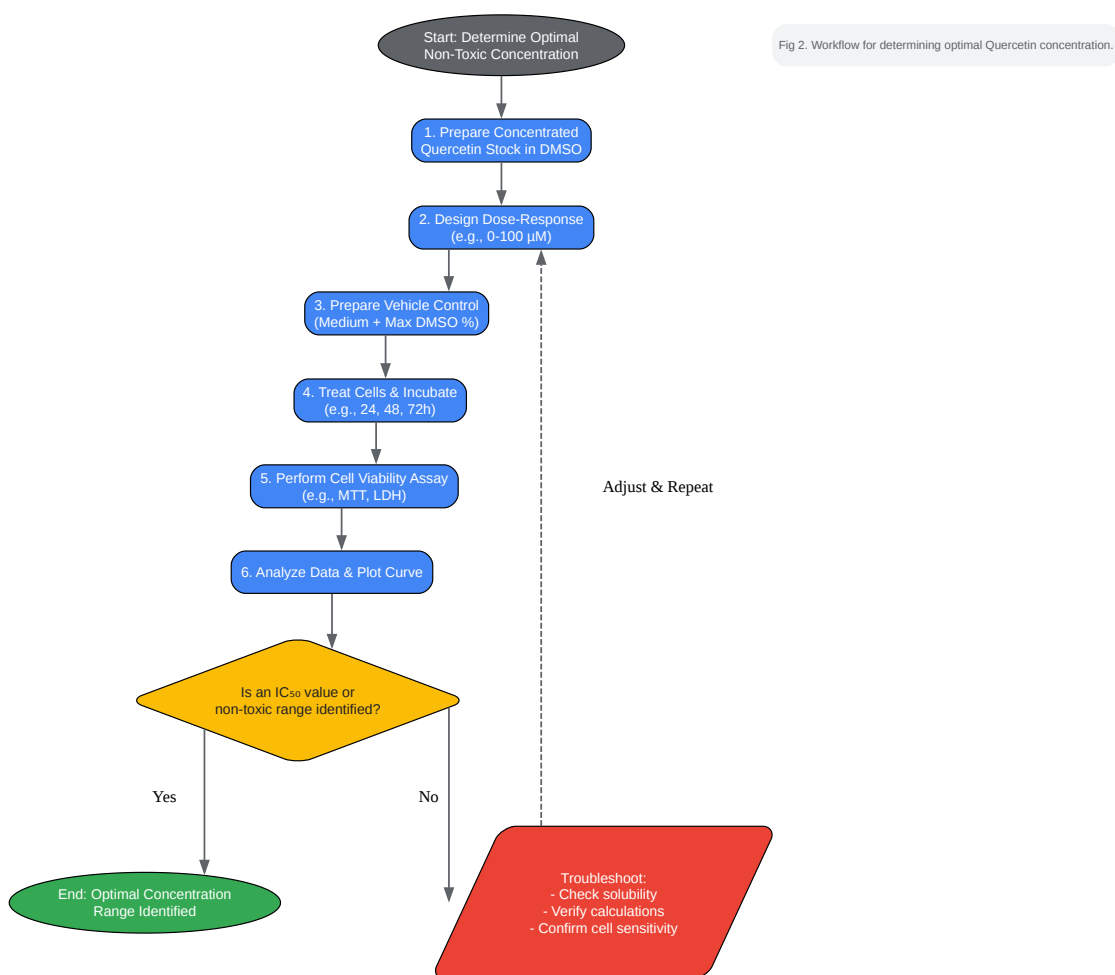 Start: Determine Optimal
Non-Toxic Concentration
Fig 2. Workflow for determining optimal Quercetin concentration.
1. Prepare Concentrated
Quercetin Stock in DMSO
2. Design Dose-Response
(e.g., 0-100 µM)
3. Prepare Vehicle Control
(Medium + Max DMSO %)
4. Treat Cells & Incubate
(e.g., 24, 48, 72h)
5. Perform Cell Viability Assay
(e.g., MTT, LDH)
Adjust & Repeat
6. Analyze Data & Plot Curve
Is an IC₅₀ value or
non-toxic range identified?
Yes
No
End: Optimal Concentration
Range Identified
Troubleshoot:
- Check solubility
- Verify calculations
- Confirm cell sensitivity